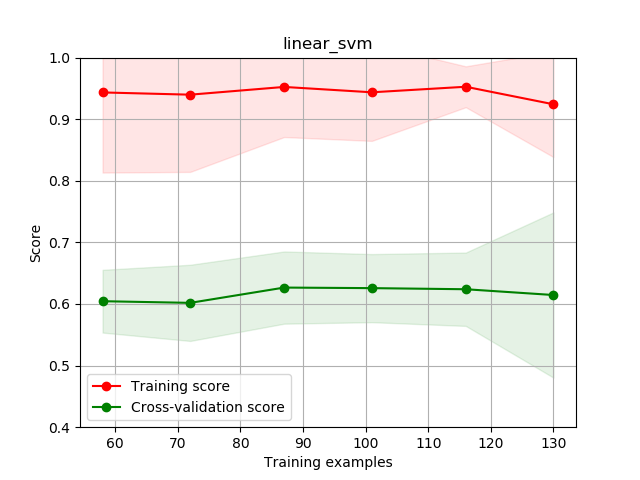 linear_svm
1.0
0.9
0.8
0.7
0.6
0.5
0.4
Score
Training score
Cross-validation score
60 70 80 90 100 110 120 130
Training examples